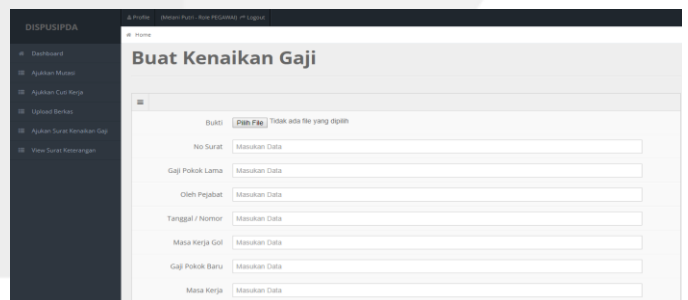 DISPUSIPDA
Profile (Melani Putri - Role PEGAWAI) Logout
Home
Dashboard
Ajukkan Mutasi
Ajukkan Cuti Kerja
Upload Berkas
Ajukan Surat Kenaikan Gaji
View Surat Keterangan
Buat Kenaikan Gaji
Bukti Pilih File Tidak ada file yang dipilih
No Surat Masukan Data
Gaji Pokok Lama Masukan Data
Oleh Pejabat Masukan Data
Tanggal / Nomor Masukan Data
Masa Kerja Gol Masukan Data
Gaji Pokok Baru Masukan Data
Masa Kerja Masukan Data